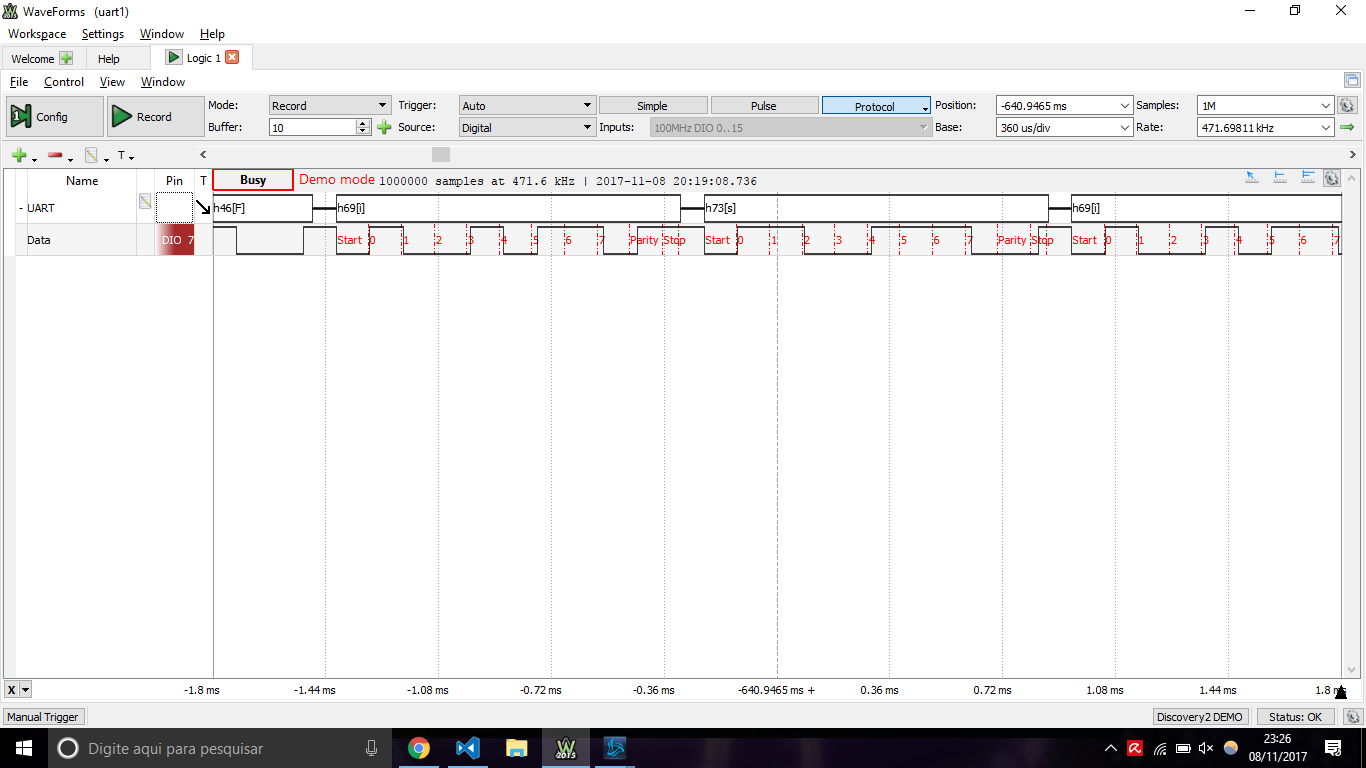 WaveForms (uart1)
Workspace Settings Window Help
Welcome Help Logic 1
File Control View Window
Config Record Mode: Record Trigger: Auto Simple Pulse Protocol Position: -640.9465 ms Samples: 1M
Buffer: 10 Source: Digital Inputs: 100MHz DIO 0..15 Base: 360 us/div Rate: 471.69811 kHz
T
Name Pin T Busy Demo mode 1000000 samples at 471.6 kHz | 2017-11-08 20:19:08.736
- UART h46[F] h69[i] h73[s] h69[i]
Data DIO 7 Start 0 1 2 3 4 5 6 7 Parity Stop Start 0 1 2 3 4 5 6 7 Parity Stop Start 0 1 2 3 4 5 6 7
X -1.8 ms -1.44 ms -1.08 ms -0.72 ms -0.36 ms -640.9465 ms + 0.36 ms 0.72 ms 1.08 ms 1.44 ms 1.8 ms
Manual Trigger Discovery2 DEMO Status: OK
Digite aqui para pesquisar W 2015 23:26
08/11/2017